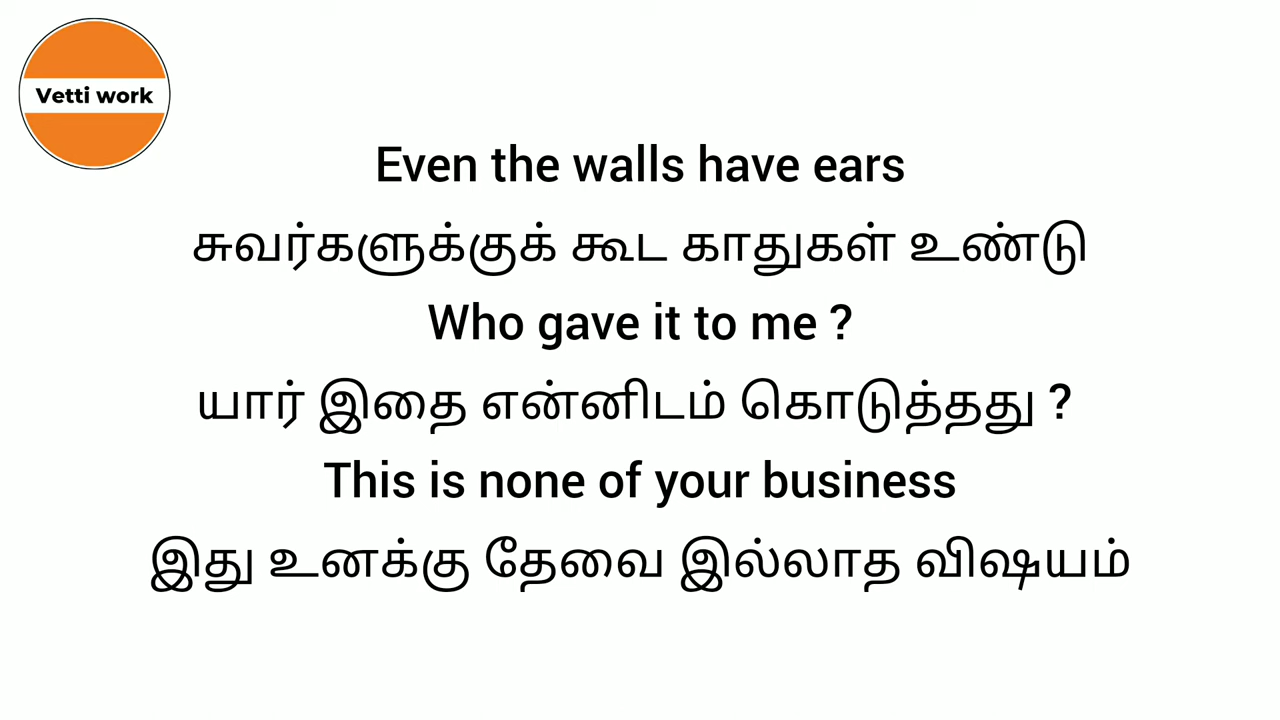 Vetti work
Even the walls have ears
சுவர்களுக்குக் கூட காதுகள் உண்டு
Who gave it to me ?
யார் இதை என்னிடம் கொடுத்தது ?
This is none of your business
இது உனக்கு தேவை இல்லாத விஷயம்